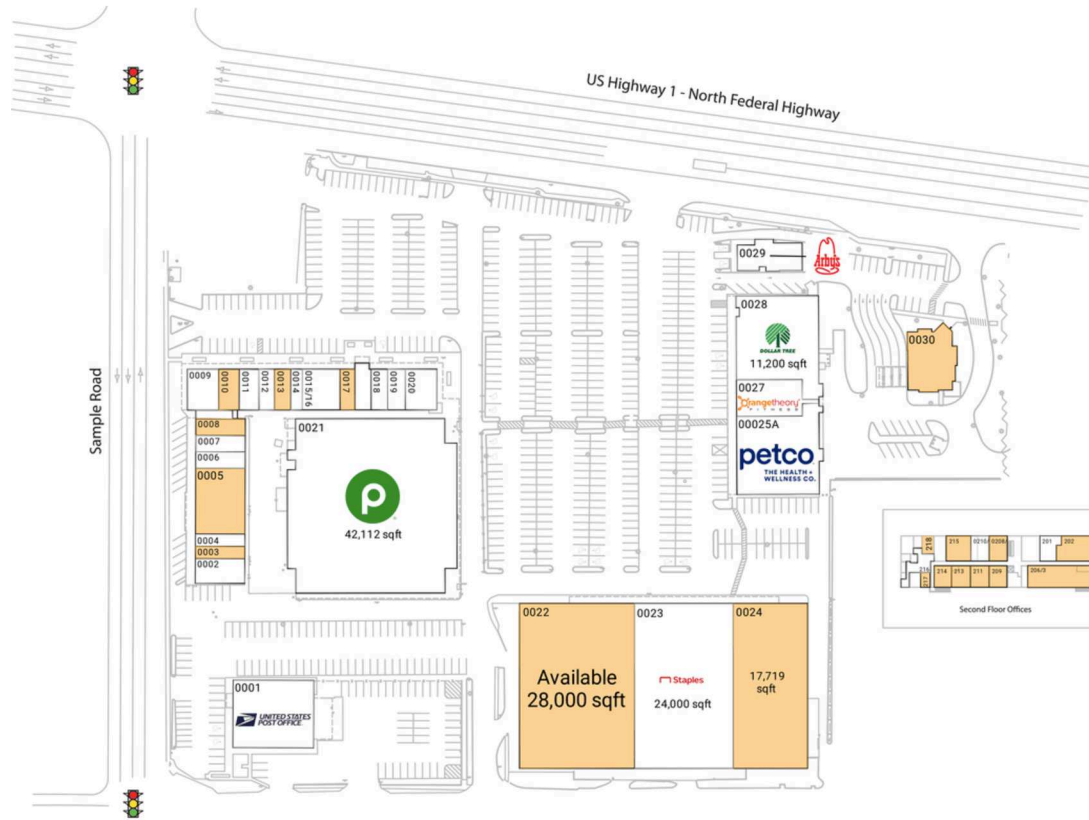 US Highway 1 - North Federal Highway
Sample Road
0029
Arby's
0028
DOLLAR TREE
11,200 sqft
0030
0027
Orangetheory
FITNESS
00025A
petco
THE HEALTH +
WELLNESS CO.
0009
0010
0011
0012
0013
0014
0015/16
0017
0018
0019
0020
0008
0007
0006
0005
0004
0003
0002
0021
p
42,112 sqft
218
215
0210/
0208/
201
202
216
217
214
213
211
209
206/3
Second Floor Offices
0022
Available
28,000 sqft
0023
Staples
24,000 sqft
0024
17,719
sqft
0001
UNITED STATES
POST OFFICE